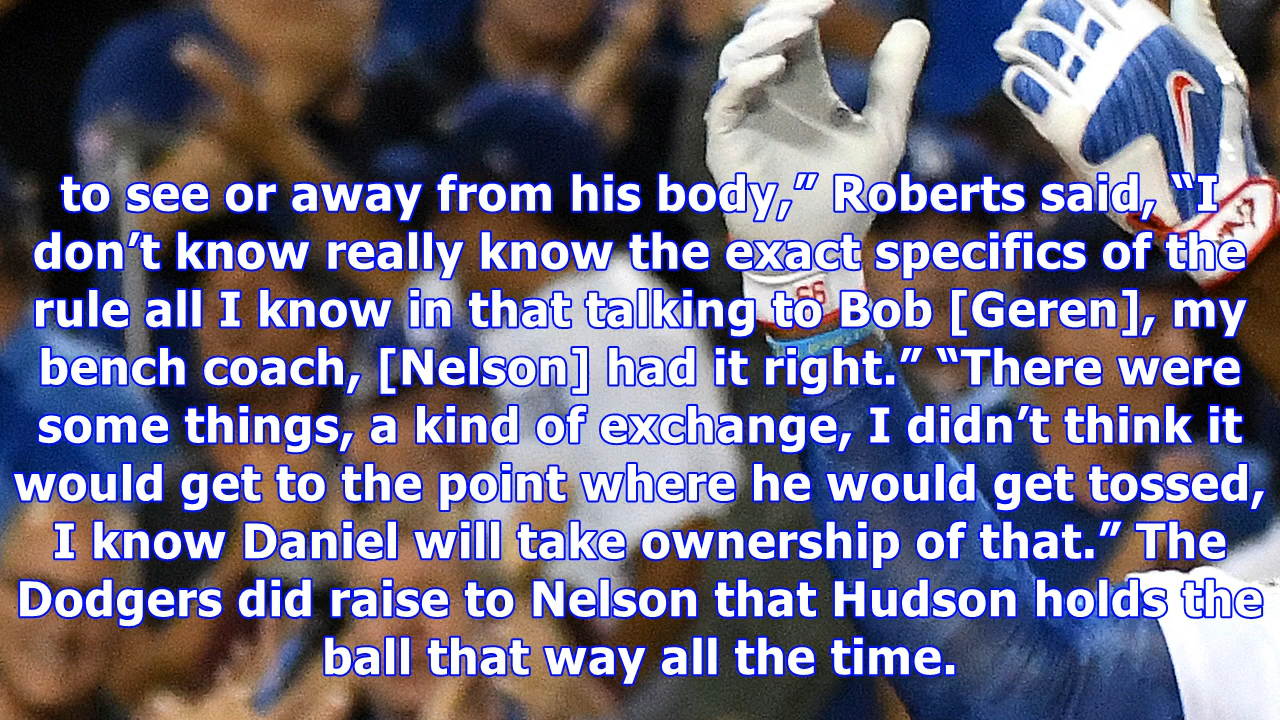 to see or away from his body,” Roberts said, “I
don’t know really know the exact specifics of the
rule all I know in that talking to Bob [Geren], my
bench coach, [Nelson] had it right.” “There were
some things, a kind of exchange, I didn’t think it
would get to the point where he would get tossed,
I know Daniel will take ownership of that.” The
Dodgers did raise to Nelson that Hudson holds the
ball that way all the time.
66